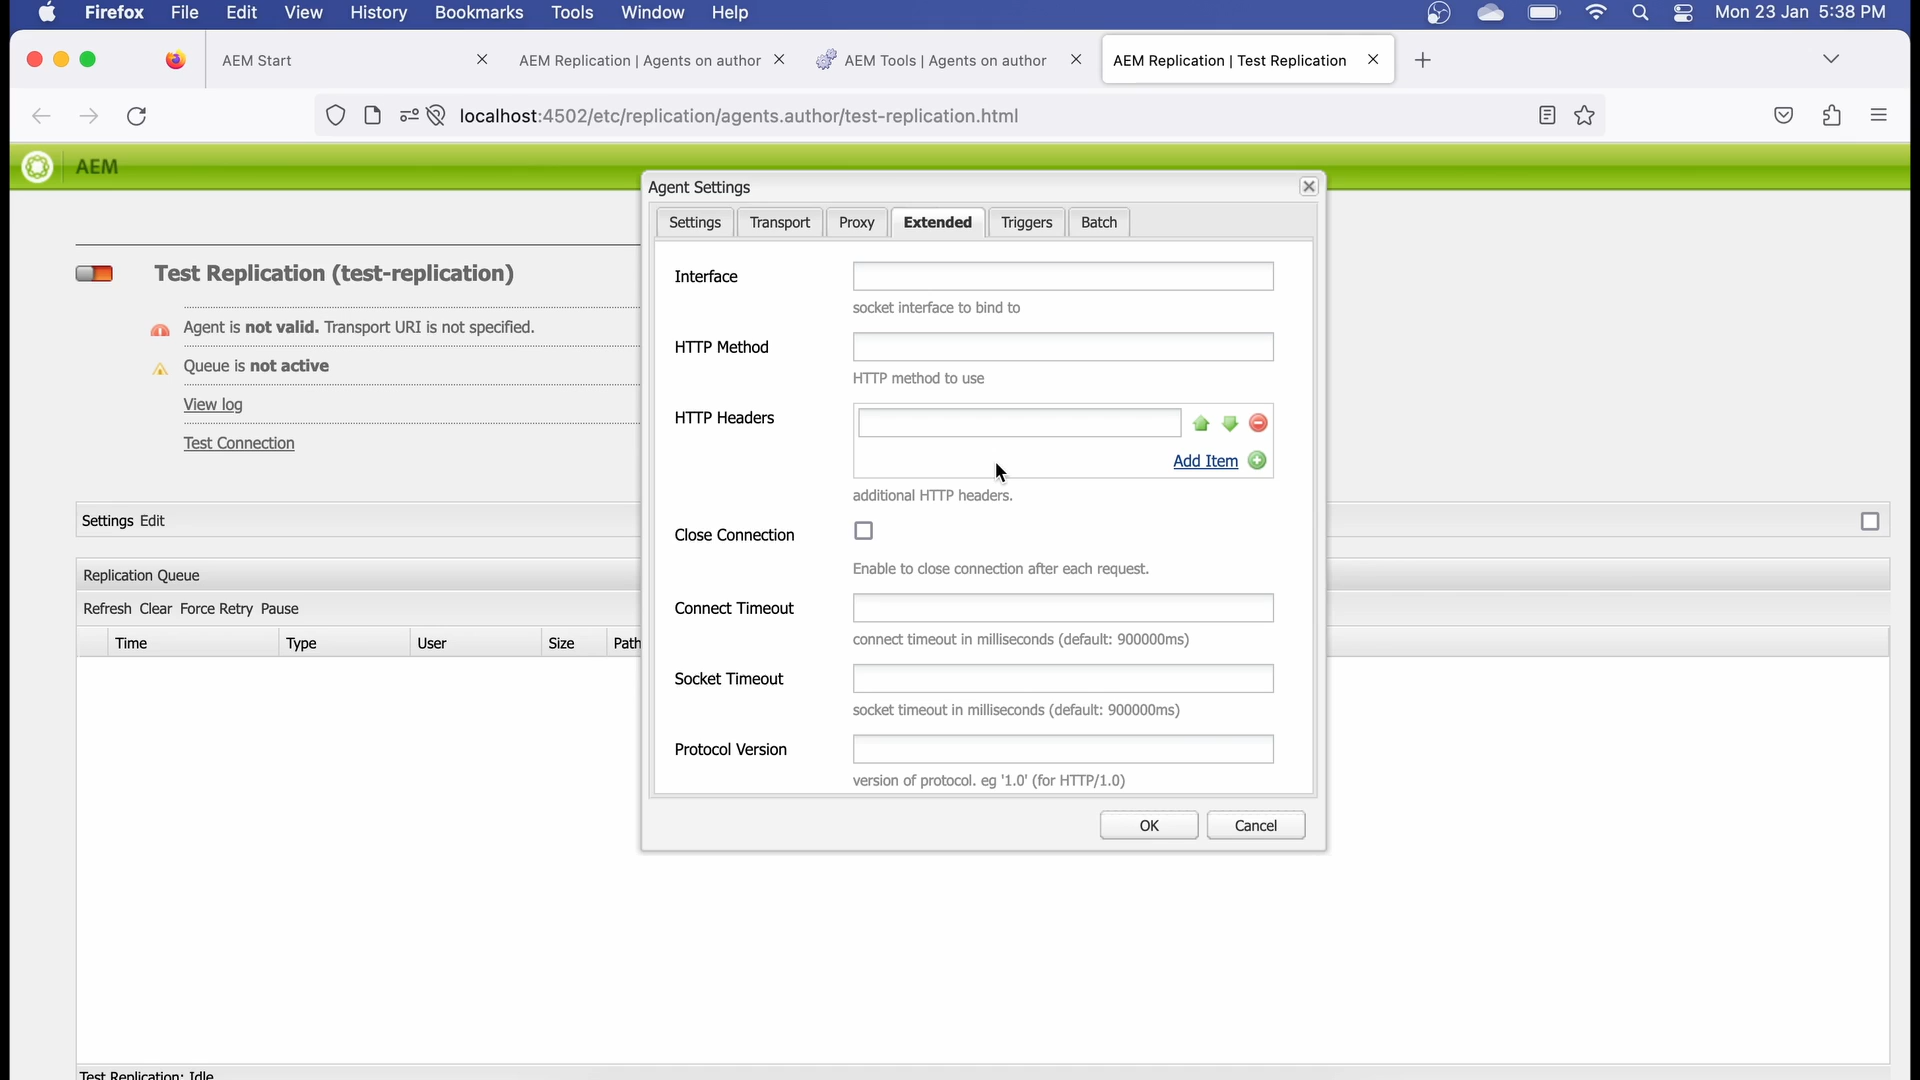 Firefox File Edit View History Bookmarks Tools Window Help Mon 23 Jan 5:38 PM
AEM Start AEM Replication | Agents on author AEM Tools | Agents on author AEM Replication | Test Replication
localhost:4502/etc/replication/agents.author/test-replication.html
AEM
Agent Settings
Settings Transport Proxy Extended Triggers Batch
Test Replication (test-replication)
Agent is not valid. Transport URI is not specified.
Queue is not active
View log
Test Connection
Settings Edit
Replication Queue
Refresh Clear Force Retry Pause
Time Type User Size Path
Interface
socket interface to bind to
HTTP Method
HTTP method to use
HTTP Headers
Add Item
additional HTTP headers.
Close Connection
Enable to close connection after each request.
Connect Timeout
connect timeout in milliseconds (default: 900000ms)
Socket Timeout
socket timeout in milliseconds (default: 900000ms)
Protocol Version
version of protocol. eg '1.0' (for HTTP/1.0)
OK Cancel
Test Replication: Idle